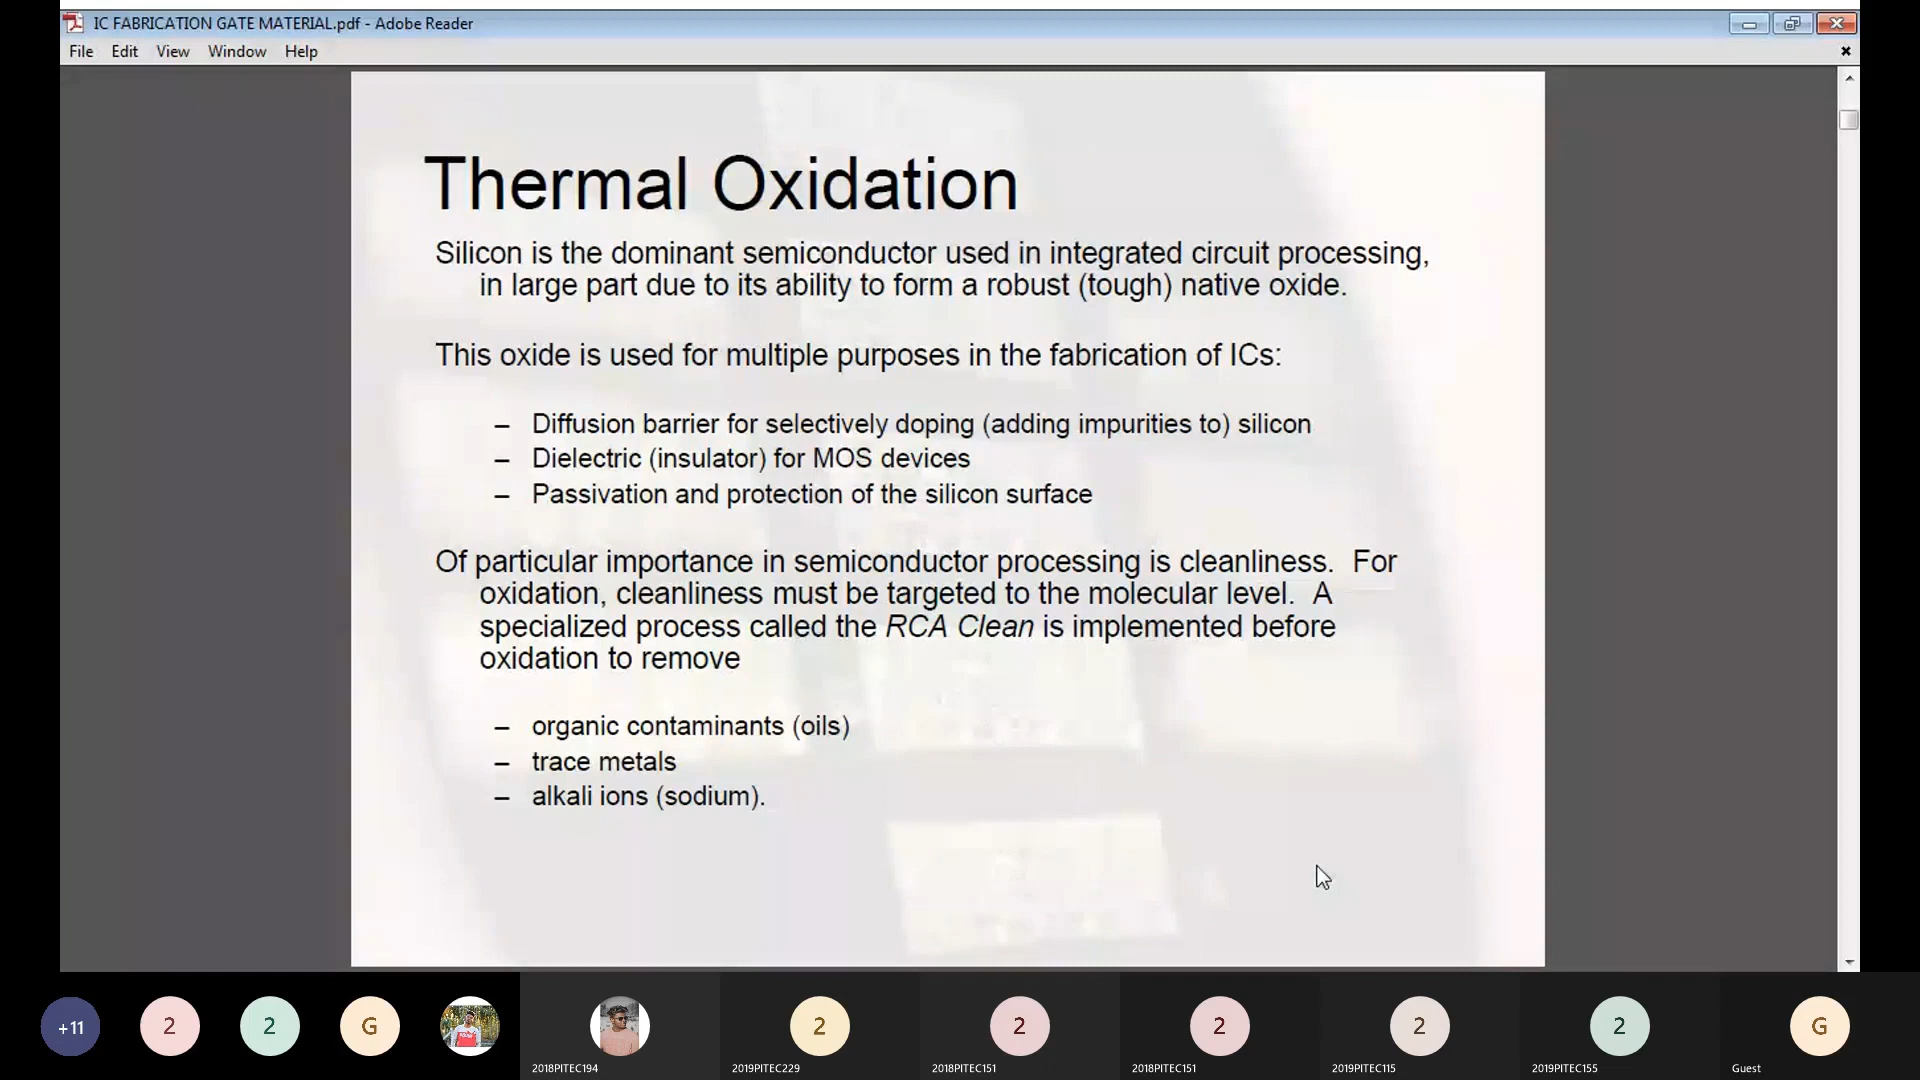 IC FABRICATION GATE MATERIAL.pdf - Adobe Reader
File Edit View Window Help
Thermal Oxidation
Silicon is the dominant semiconductor used in integrated circuit processing,
in large part due to its ability to form a robust (tough) native oxide.
This oxide is used for multiple purposes in the fabrication of ICs:
– Diffusion barrier for selectively doping (adding impurities to) silicon
– Dielectric (insulator) for MOS devices
– Passivation and protection of the silicon surface
Of particular importance in semiconductor processing is cleanliness. For
oxidation, cleanliness must be targeted to the molecular level. A
specialized process called the RCA Clean is implemented before
oxidation to remove
– organic contaminants (oils)
– trace metals
– alkali ions (sodium).
+11 2 2 G 2 2 2 2 2 G
2018PITEC194 2019PITEC229 2018PITEC151 2018PITEC151 2019PITEC115 2019PITEC155 Guest